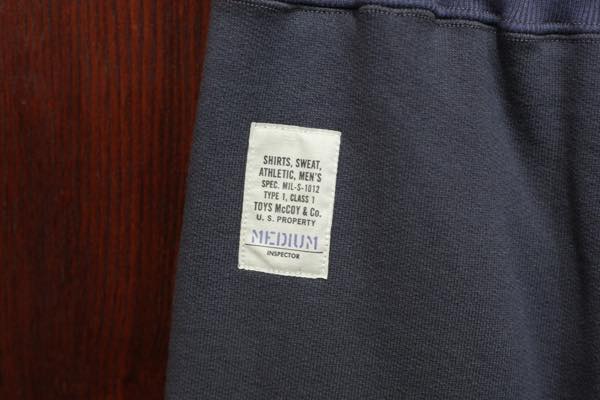 SHIRTS, SWEAT,
ATHLETIC, MEN'S
SPEC. MIL-S-1012
TYPE 1, CLASS 1
TOYS McCOY & Co.
U. S. PROPERTY
MEDIUM
INSPECTOR